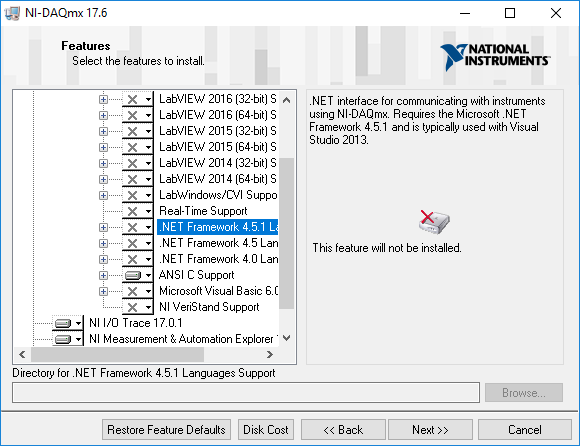 NI-DAQmx 17.6
Features
Select the features to install.
NATIONAL
INSTRUMENTS
LabVIEW 2016 (32-bit) S
LabVIEW 2016 (64-bit) S
LabVIEW 2015 (32-bit) S
LabVIEW 2015 (64-bit) S
LabVIEW 2014 (32-bit) S
LabVIEW 2014 (64-bit) S
LabWindows/CVI Suppo
Real-Time Support
.NET Framework 4.5.1 La
.NET Framework 4.5 Lan
.NET Framework 4.0 Lan
ANSI C Support
Microsoft Visual Basic 6.0
NI VeriStand Support
NI I/O Trace 17.0.1
NI Measurement & Automation Explorer
.NET interface for communicating with instruments
using NI-DAQmx. Requires the Microsoft .NET
Framework 4.5.1 and is typically used with Visual
Studio 2013.
This feature will not be installed.
Directory for .NET Framework 4.5.1 Languages Support
Browse...
Restore Feature Defaults
Disk Cost
<< Back
Next >>
Cancel